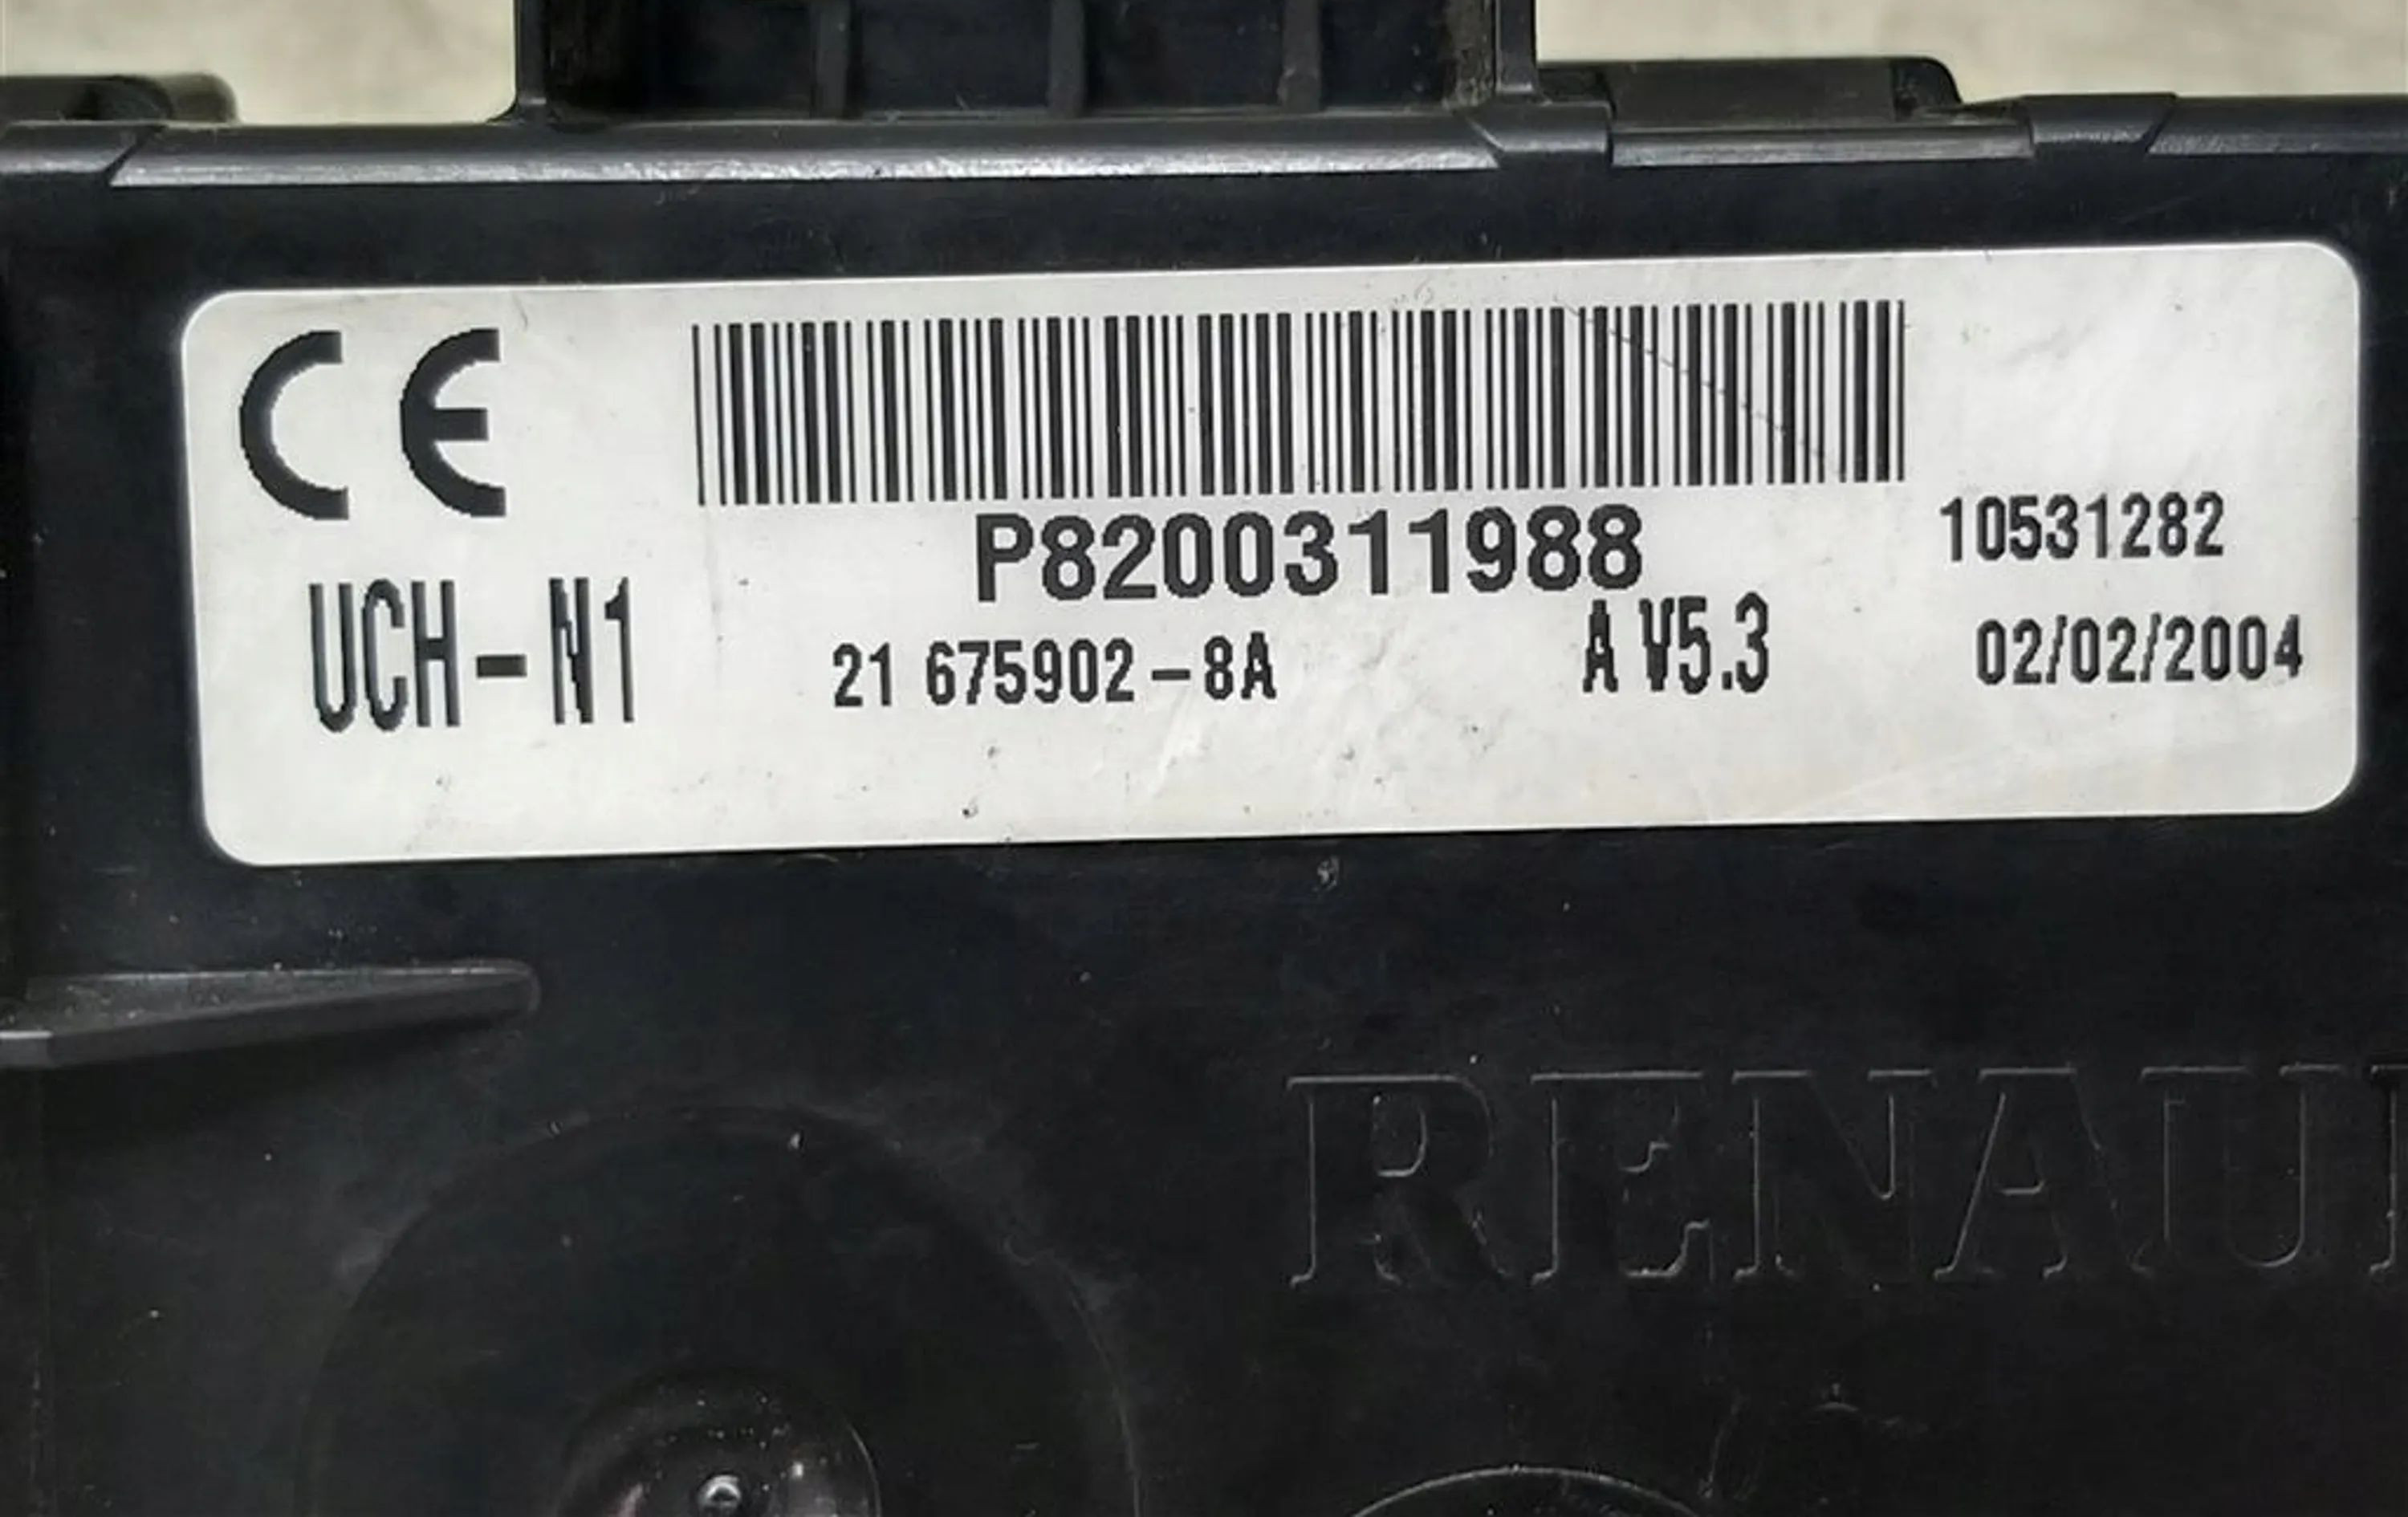 CE
P8200311988
10531282
UCH-N1
21 675902-8A
A V5.3
02/02/2004
RENAU